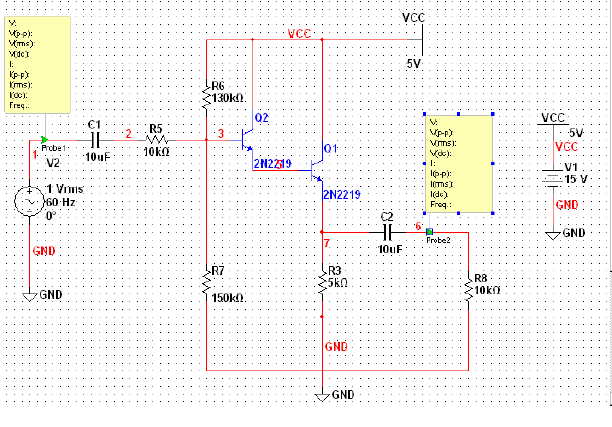 V:
V(p-p):
V(rms):
V(dc):
I:
I(p-p):
I(rms):
I(dc):
Freq.:
VCC
VCC
5V
R6
130kΩ
C1
10uF
2
R5
10kΩ
3
Q2
2N2219
Q1
2N2219
Probe1
1
V2
1 Vrms
60 Hz
0°
GND
GND
V:
V(p-p):
V(rms):
V(dc):
I:
I(p-p):
I(rms):
I(dc):
Freq.:
VCC
5V
VCC
V1
15 V
GND
GND
C2
10uF
6
Probe2
7
R7
150kΩ
R3
5kΩ
R8
10kΩ
GND
GND